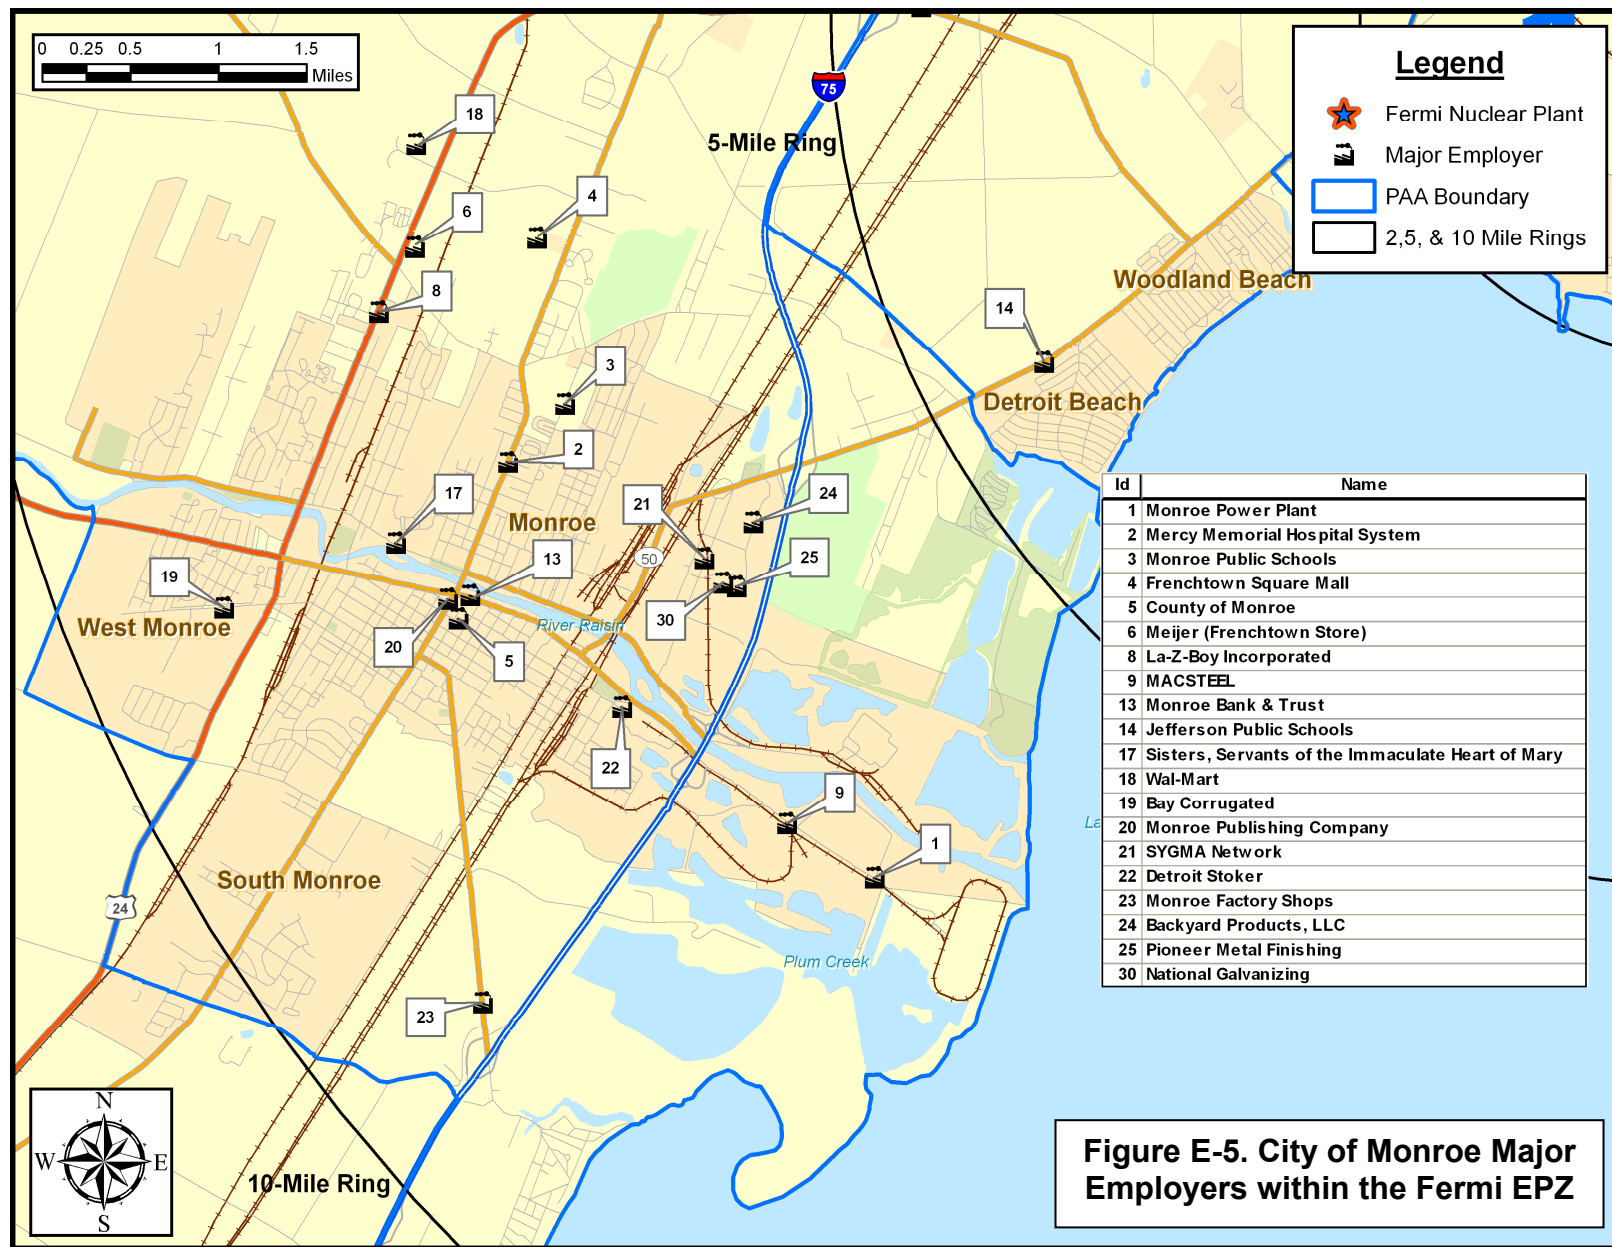 0 0.25 0.5 1 1.5
Miles
75
5-Mile Ring
Legend
Fermi Nuclear Plant
Major Employer
PAA Boundary
2,5, & 10 Mile Rings
18
4
6
8
14
Woodland Beach
Detroit Beach
3
2
17
21
24
Monroe
50
13
25
19
30
West Monroe
River Raisin
20
5
22
9
1
South Monroe
24
Plum Creek
23
La
10-Mile Ring
N
W E
S
Id Name
1 Monroe Power Plant
2 Mercy Memorial Hospital System
3 Monroe Public Schools
4 Frenchtown Square Mall
5 County of Monroe
6 Meijer (Frenchtown Store)
8 La-Z-Boy Incorporated
9 MACSTEEL
13 Monroe Bank & Trust
14 Jefferson Public Schools
17 Sisters, Servants of the Immaculate Heart of Mary
18 Wal-Mart
19 Bay Corrugated
20 Monroe Publishing Company
21 SYGMA Network
22 Detroit Stoker
23 Monroe Factory Shops
24 Backyard Products, LLC
25 Pioneer Metal Finishing
30 National Galvanizing
Figure E-5. City of Monroe Major
Employers within the Fermi EPZ